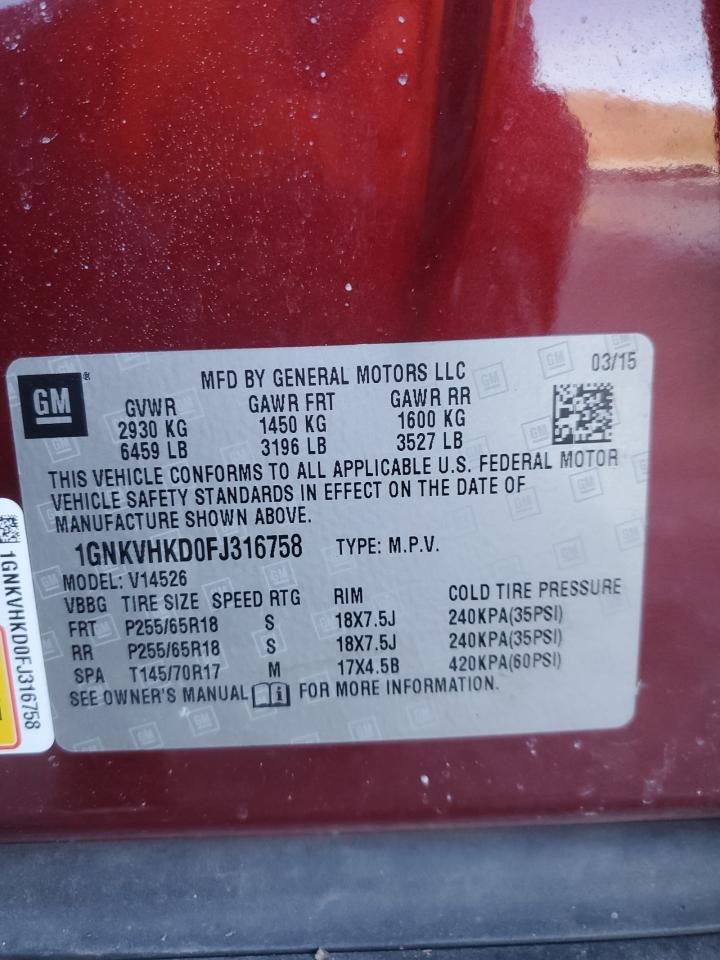 GM®
MFD BY GENERAL MOTORS LLC
03/15
GVWR GAWR FRT GAWR RR
2930 KG 1450 KG 1600 KG
6459 LB 3196 LB 3527 LB
THIS VEHICLE CONFORMS TO ALL APPLICABLE U.S. FEDERAL MOTOR
VEHICLE SAFETY STANDARDS IN EFFECT ON THE DATE OF
MANUFACTURE SHOWN ABOVE.
1GNKVHKD0FJ316758 TYPE: M.P.V.
MODEL: V14526
VBBG TIRE SIZE SPEED RTG RIM COLD TIRE PRESSURE
FRT P255/65R18 S 18X7.5J 240KPA(35PSI)
RR P255/65R18 S 18X7.5J 240KPA(35PSI)
SPA T145/70R17 M 17X4.5B 420KPA(60PSI)
SEE OWNER'S MANUAL FOR MORE INFORMATION.
1GNKVHKD0FJ316758